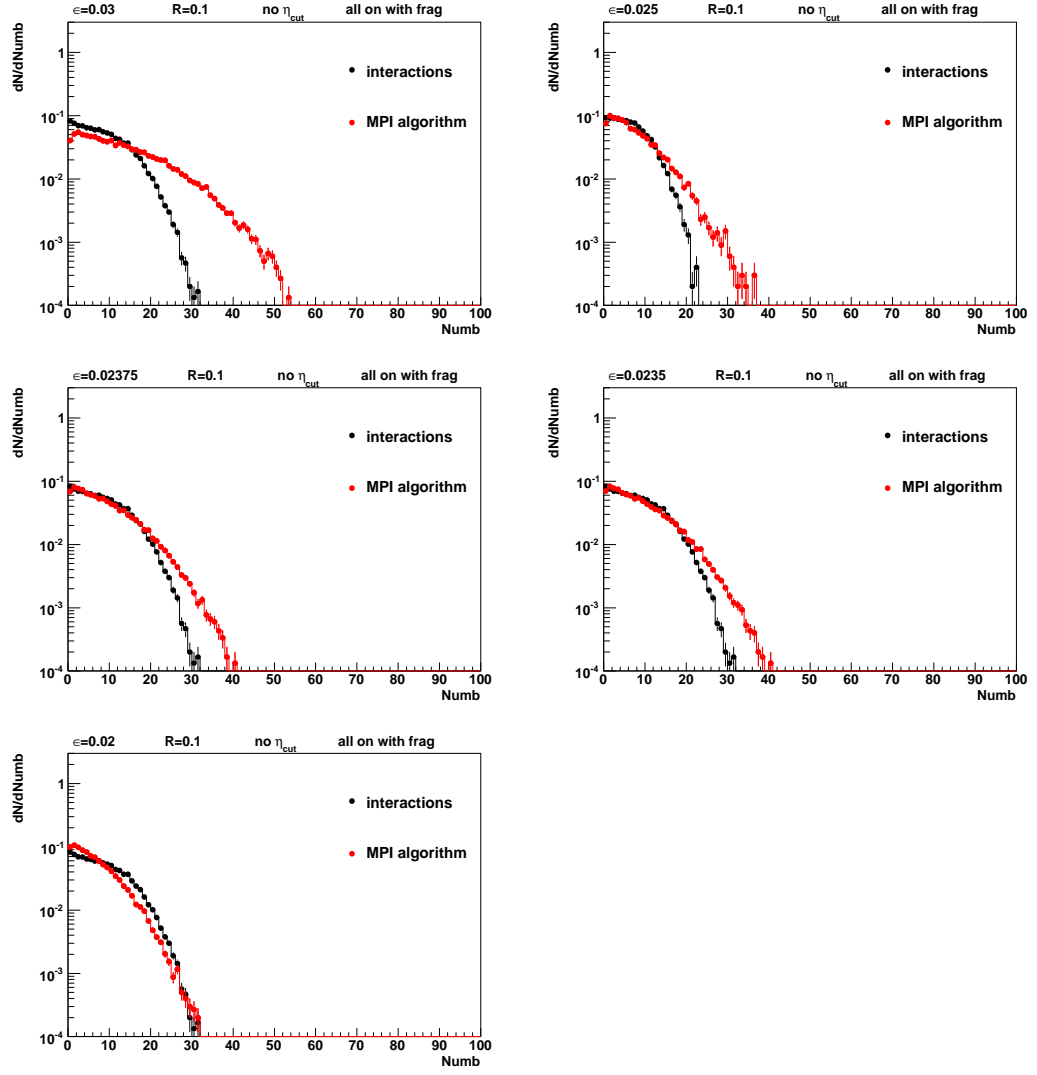 ϵ=0.03 R=0.1 no η_cut all on with frag
dN/dNumb
1
10^-1
10^-2
10^-3
10^-4
interactions
MPI algorithm
0 10 20 30 40 50 60 70 80 90 100
Numb
ϵ=0.025 R=0.1 no η_cut all on with frag
dN/dNumb
1
10^-1
10^-2
10^-3
10^-4
interactions
MPI algorithm
0 10 20 30 40 50 60 70 80 90 100
Numb
ϵ=0.02375 R=0.1 no η_cut all on with frag
dN/dNumb
1
10^-1
10^-2
10^-3
10^-4
interactions
MPI algorithm
0 10 20 30 40 50 60 70 80 90 100
Numb
ϵ=0.0235 R=0.1 no η_cut all on with frag
dN/dNumb
1
10^-1
10^-2
10^-3
10^-4
interactions
MPI algorithm
0 10 20 30 40 50 60 70 80 90 100
Numb
ϵ=0.02 R=0.1 no η_cut all on with frag
dN/dNumb
1
10^-1
10^-2
10^-3
10^-4
interactions
MPI algorithm
0 10 20 30 40 50 60 70 80 90 100
Numb